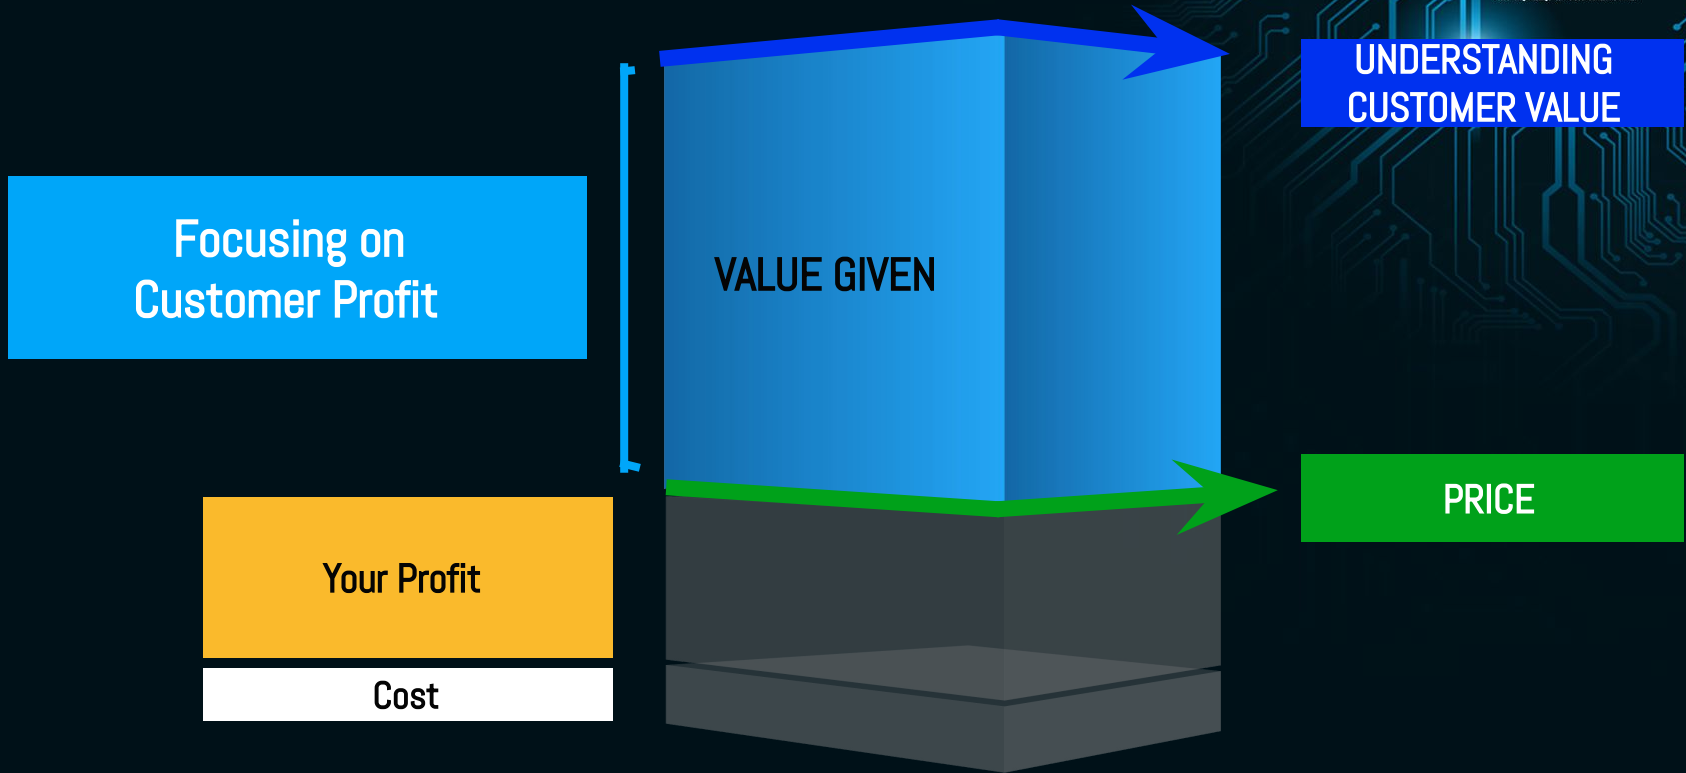 UNDERSTANDING
CUSTOMER VALUE
Focusing on
Customer Profit
VALUE GIVEN
PRICE
Your Profit
Cost